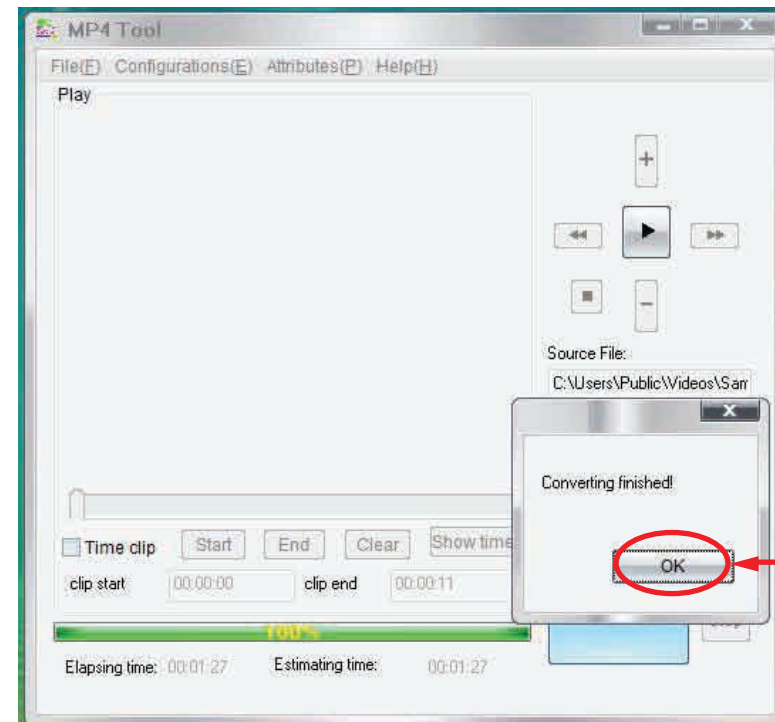 MP4 Tool
File(F) Configurations(E) Attributes(P) Help(H)
Play
+
-
Source File:
C:\Users\Public\Videos\Sam
Converting finished!
OK
Time clip Start End Clear Show time
clip start 00:00:00 clip end 00:00:11
100%
Elapsing time: 00:01:27 Estimating time: 00:01:27